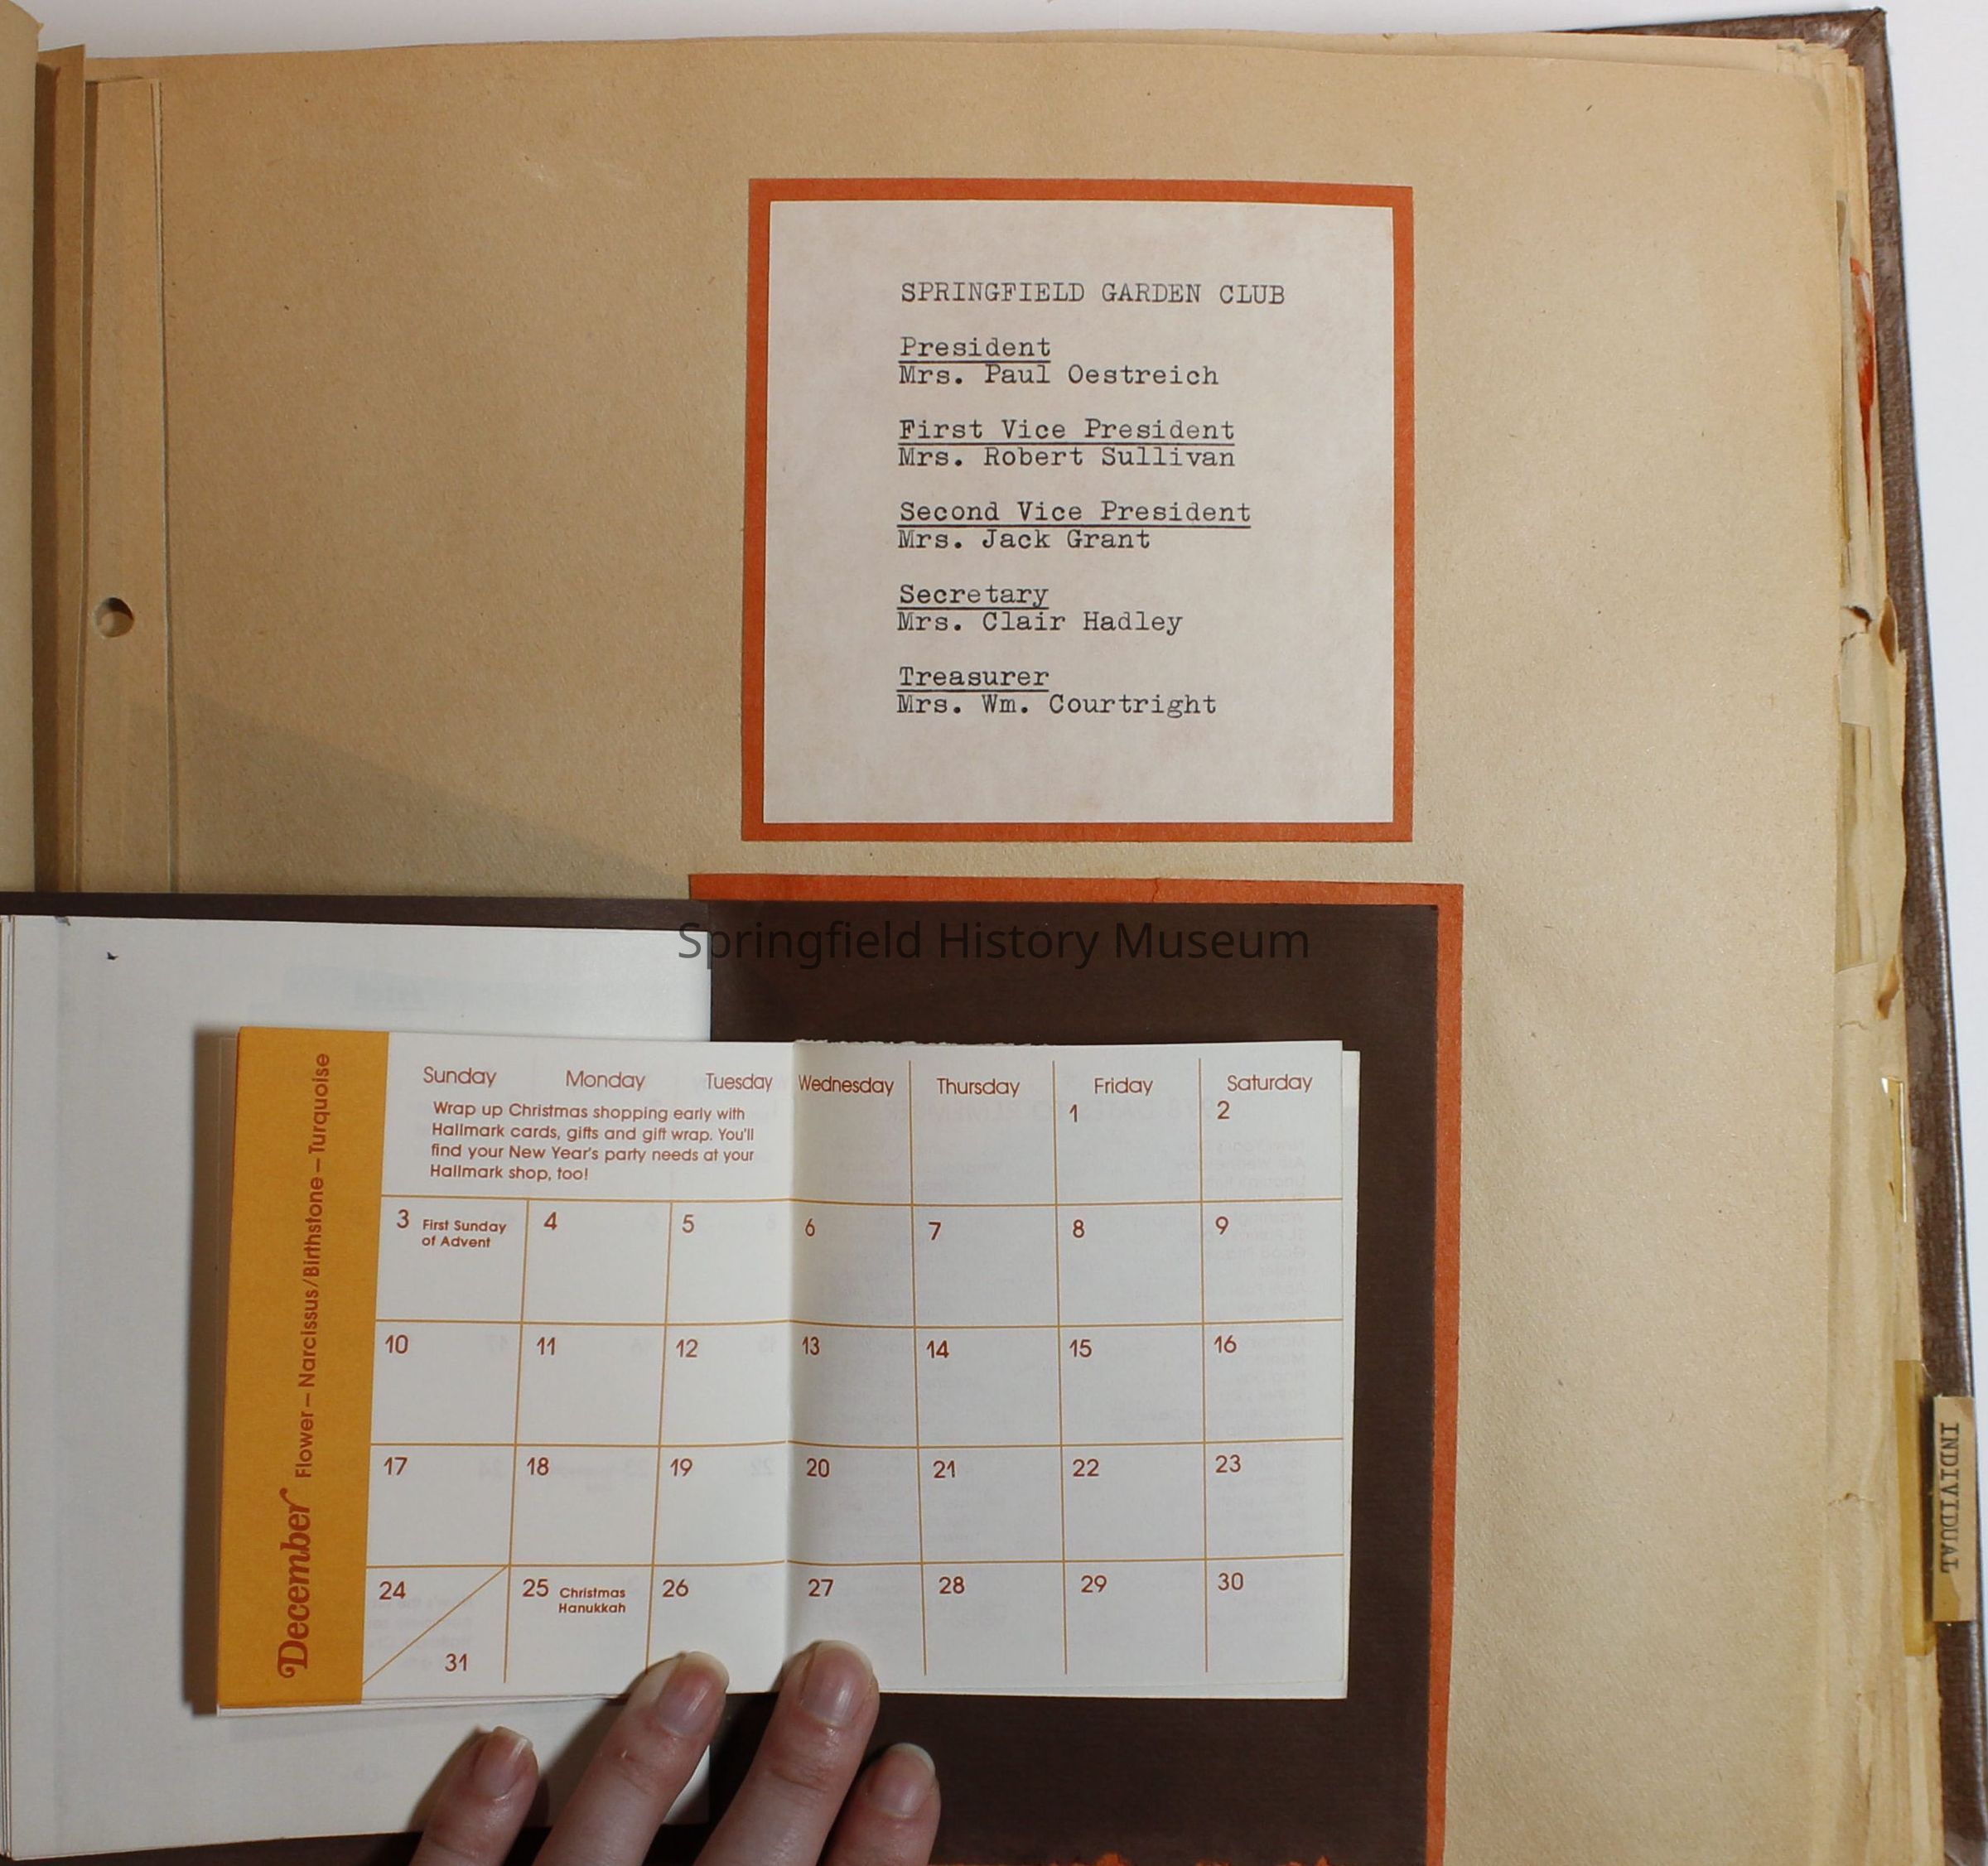 SPRINGFIELD GARDEN CLUB
President
Mrs. Paul Oestreich
First Vice President
Mrs. Robert Sullivan
Second Vice President
Mrs. Jack Grant
Secretary
Mrs. Clair Hadley
Treasurer
Mrs. Wm. Courtright
Springfield History Museum
December Flower—Narcissus/Birthstone—Turquoise
Sunday Monday Tuesday Wednesday Thursday Friday Saturday
Wrap up Christmas shopping early with
Hallmark cards, gifts and gift wrap. You'll
find your New Year's party needs at your
Hallmark shop, too!
1 2
3 First Sunday
of Advent
4 5 6 7 8 9
10 11 12 13 14 15 16
17 18 19 20 21 22 23
24 31
25 Christmas
Hanukkah
26 27 28 29 30
INDIVIDUAL